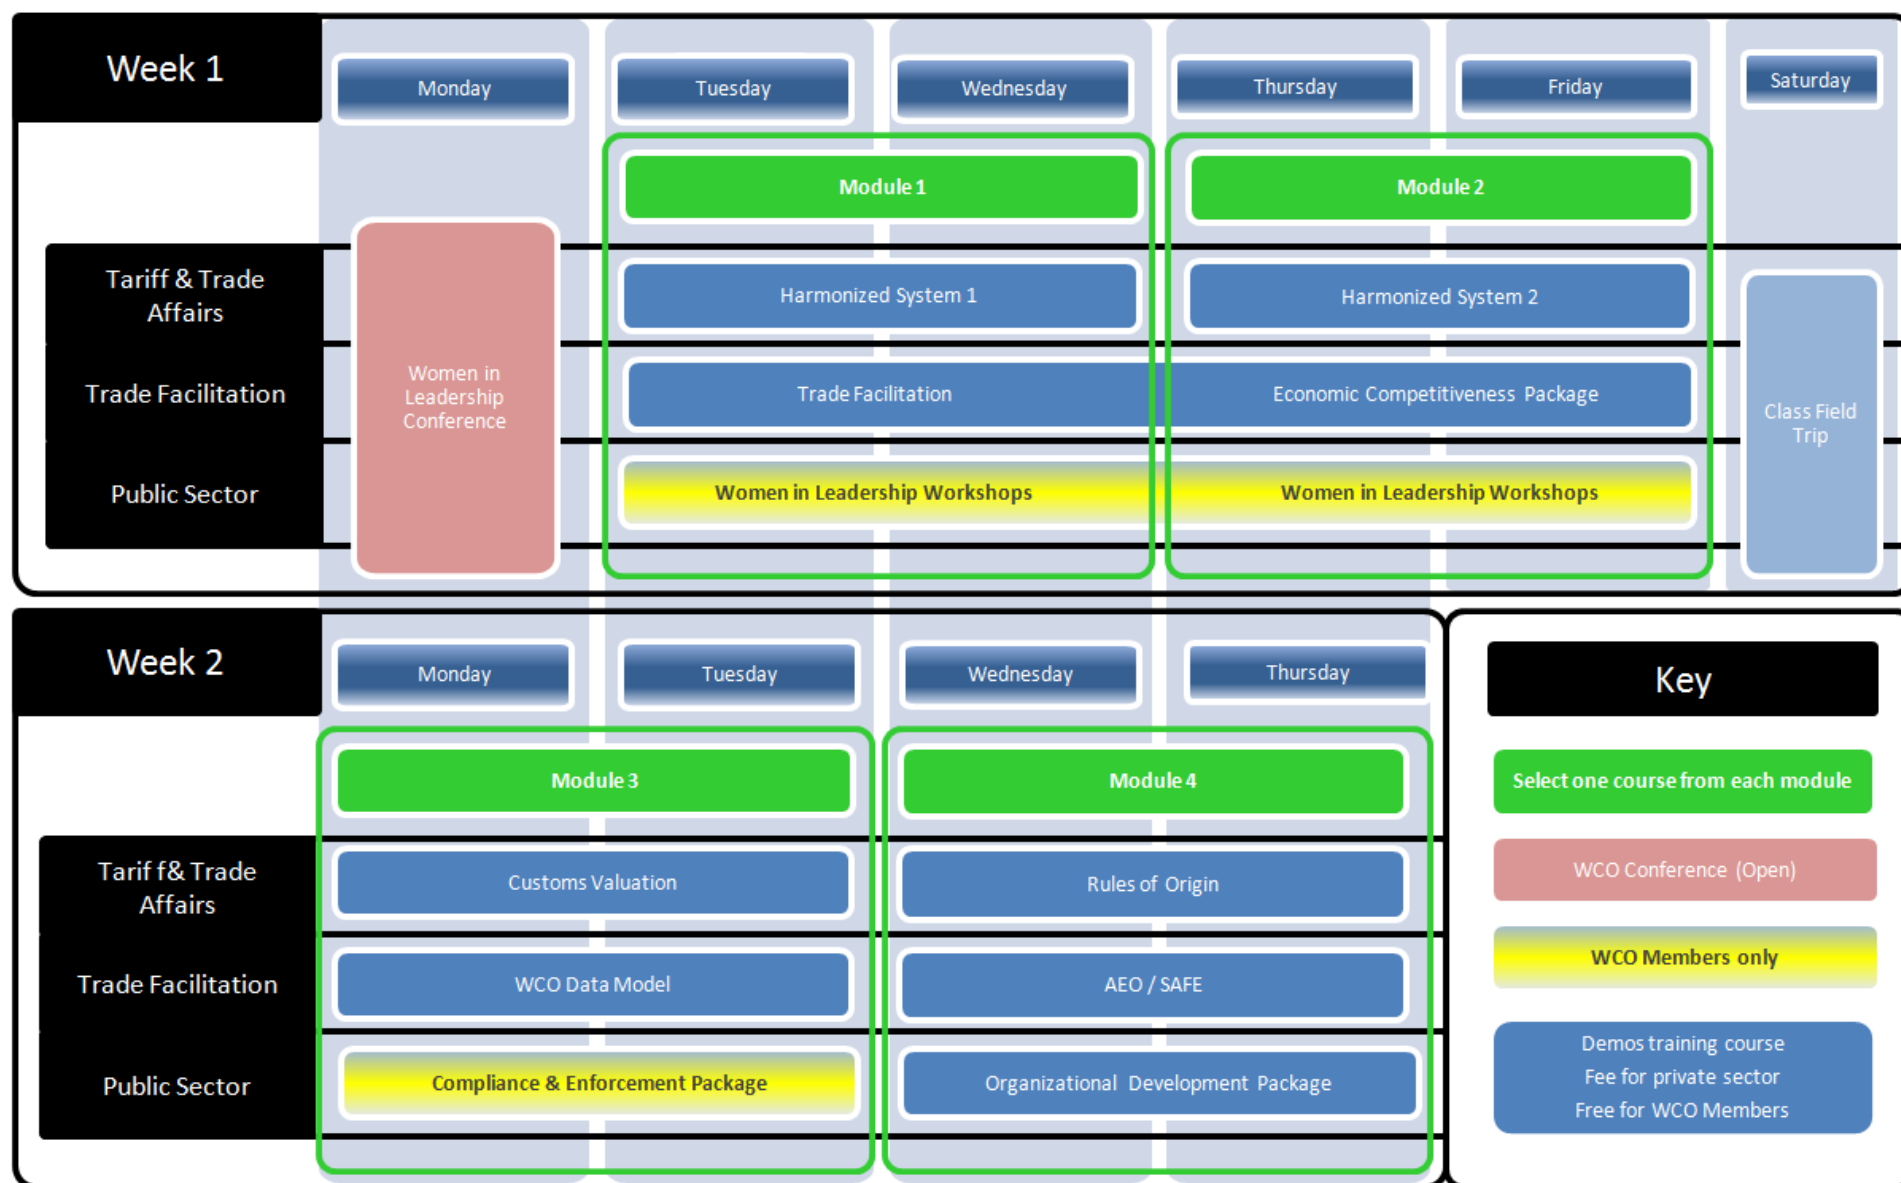 Week 1
Monday
Tuesday
Wednesday
Thursday
Friday
Saturday
Module 1
Module 2
Tariff & Trade
Affairs
Harmonized System 1
Harmonized System 2
Women in
Leadership
Conference
Trade Facilitation
Trade Facilitation
Economic Competitiveness Package
Class Field
Trip
Public Sector
Women in Leadership Workshops
Women in Leadership Workshops
Week 2
Monday
Tuesday
Wednesday
Thursday
Module 3
Module 4
Tarif f& Trade
Affairs
Customs Valuation
Rules of Origin
Trade Facilitation
WCO Data Model
AEO / SAFE
Public Sector
Compliance & Enforcement Package
Organizational Development Package
Key
Select one course from each module
WCO Conference (Open)
WCO Members only
Demos training course
Fee for private sector
Free for WCO Members